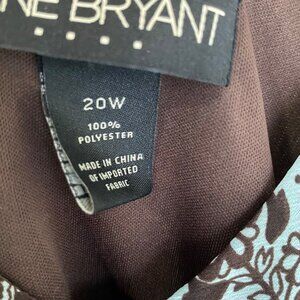 NE BRYANT
20W
100%
POLYESTER
MADE IN CHINA
OF IMPORTED
FABRIC